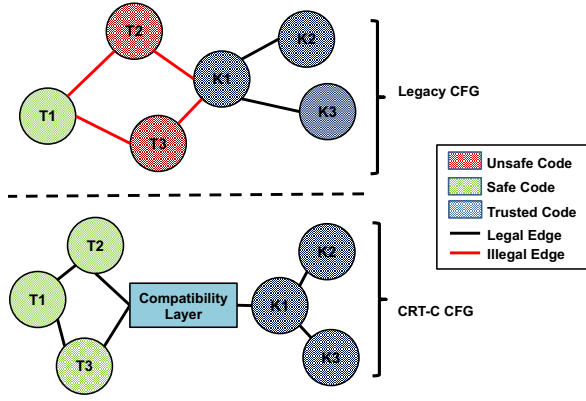 T2
K2
K1
T1
K3
T3
Legacy CFG
Unsafe Code
Safe Code
Trusted Code
Legal Edge
Illegal Edge
T2
K2
T1
Compatibility
Layer
K1
T3
K3
CRT-C CFG